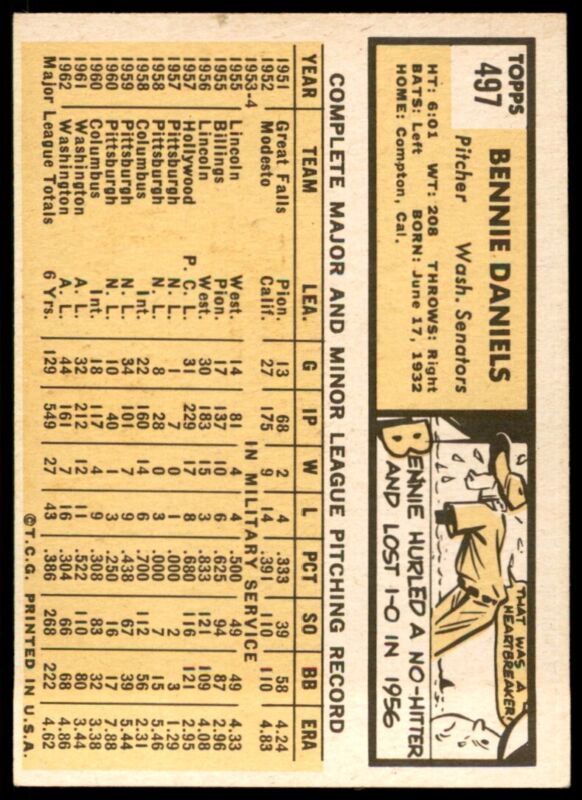 TOPPS
497
BENNIE DANIELS
Pitcher Wash. Senators
HT: 6:01 WT: 208 THROWS: Right
BATS: Left BORN: June 17, 1932
HOME: Compton, Cal.
THAT WAS A
HEARTBREAKER!
BENNIE HURLED A NO-HITTER
AND LOST 1-0 IN 1956
COMPLETE MAJOR AND MINOR LEAGUE PITCHING RECORD
YEAR TEAM LEA. G IP W L PCT SO BB ERA
1951 Great Falls Pion. 13 68 2 4 .333 39 58 4.24
1952 Modesto Calif. 27 175 9 14 .391 110 110 4.83
1953-4 IN MILITARY SERVICE
1955 Lincoln West. 14 81 4 4 .500 49 49 4.33
1955 Billings Pion. 17 137 10 6 .625 94 87 2.96
1956 Lincoln West. 30 183 15 3 .833 121 109 4.08
1957 Hollywood P. C. L. 31 229 17 8 .680 116 121 2.95
1957 Pittsburgh N. L. 1 7 0 1 .000 2 3 1.29
1958 Pittsburgh N. L. 8 28 0 3 .000 7 15 5.46
1958 Columbus Int. 22 160 14 6 .700 112 56 2.31
1959 Pittsburgh N. L. 34 101 7 9 .438 67 39 5.44
1960 Pittsburgh N. L. 10 40 1 3 .250 16 17 7.88
1960 Columbus Int. 18 117 4 9 .308 83 32
1961 Washington A. L. 32 212 12 11 .522 110 80 3.44
1962 Washington A. L. 44 161 7 16 .304 66 68 4.86
Major League Totals 6 Yrs. 129 549 27 43 .386 268 222 4.62
©T.C.G. PRINTED IN U.S.A.